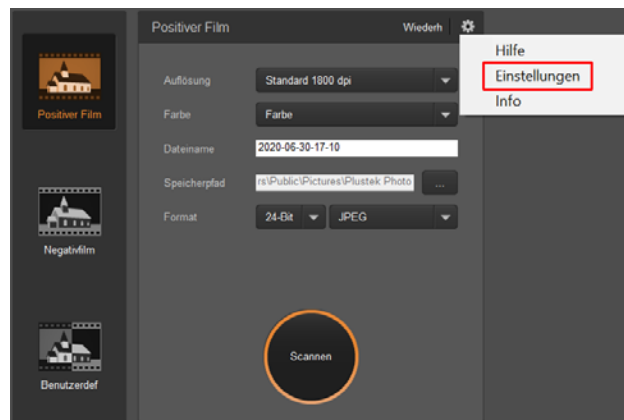 Positiver Film
Wiederh
Hilfe
Einstellungen
Info
Positiver Film
Auflösung
Standard 1800 dpi
Farbe
Farbe
Dateiname
2020-06-30-17-10
Speicherpfad
rs\Public\Pictures\Plustek Photo
...
Format
24-Bit
JPEG
Negativfilm
Scannen
Benutzerdef